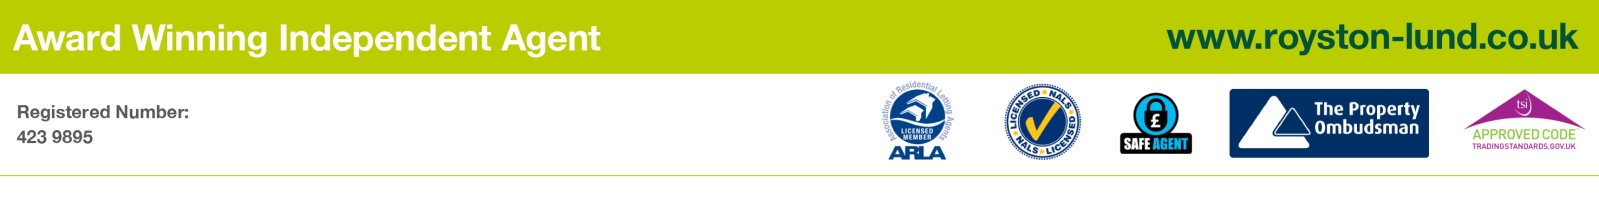 Award Winning Independent Agent
www.royston-lund.co.uk
Registered Number:
423 9895
Association of Residential Letting Agents
LICENSED
MEMBER
ARLA
LICENSED ★ NALS ★ LICENSED ★ NALS ★
£
SAFE AGENT
The Property
Ombudsman
tsi
APPROVED CODE
TRADINGSTANDARDS.GOV.UK